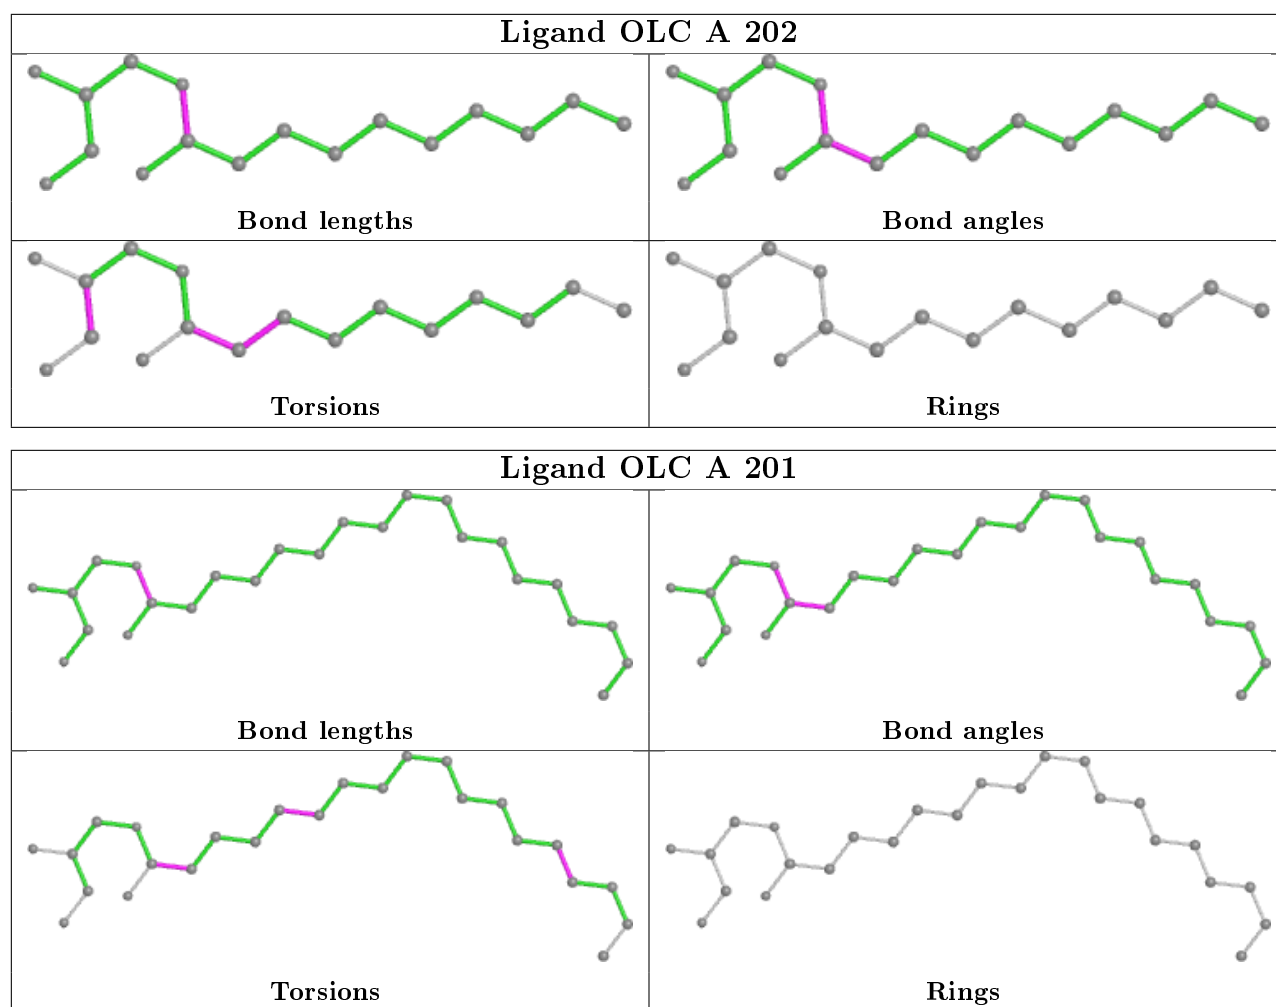 Ligand OLC A 202
Bond lengths
Bond angles
Torsions
Rings
Ligand OLC A 201
Bond lengths
Bond angles
Torsions
Rings